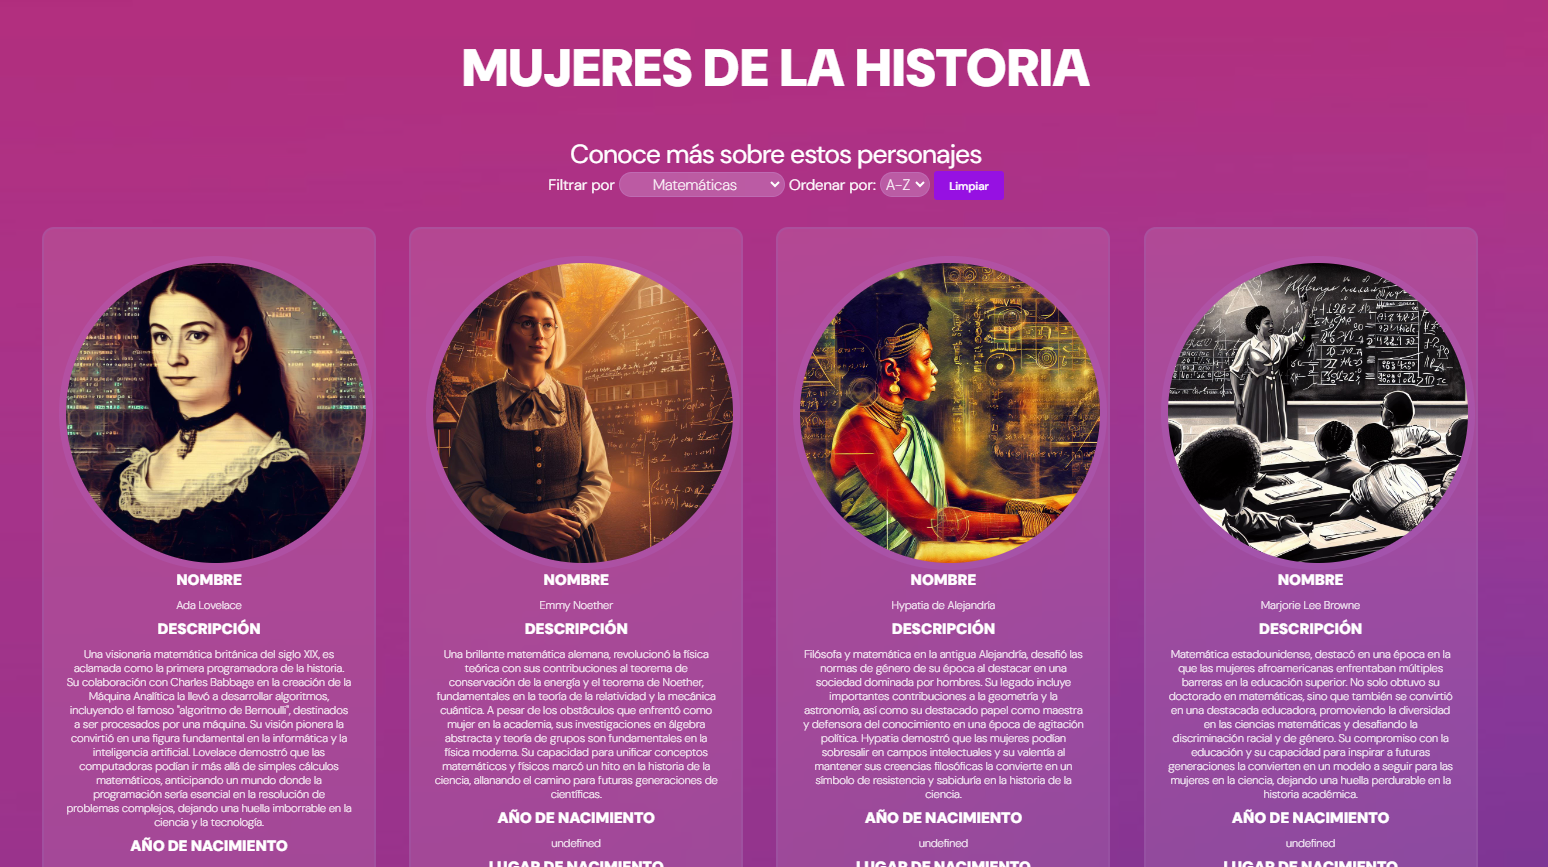 MUJERES DE LA HISTORIA
Conoce más sobre estos personajes
Filtrar por Matemáticas Ordenar por: A-Z Limpiar
NOMBRE
Ada Lovelace
DESCRIPCIÓN
Una visionaria matemática británica del siglo XIX, es
aclamada como la primera programadora de la historia.
Su colaboración con Charles Babbage en la creación de la
Máquina Analítica la llevó a desarrollar algoritmos,
incluyendo el famoso "algoritmo de Bernoulli", destinados
a ser procesados por una máquina. Su visión pionera la
convirtió en una figura fundamental en la informática y la
inteligencia artificial. Lovelace demostró que las
computadoras podían ir más allá de simples cálculos
matemáticos, anticipando un mundo donde la
programación sería esencial en la resolución de
problemas complejos, dejando una huella imborrable en la
ciencia y la tecnología.
AÑO DE NACIMIENTO
NOMBRE
Emmy Noether
DESCRIPCIÓN
Una brillante matemática alemana, revolucionó la física
teórica con sus contribuciones al teorema de
conservación de la energía y el teorema de Noether,
fundamentales en la teoría de la relatividad y la mecánica
cuántica. A pesar de los obstáculos que enfrentó como
mujer en la academia, sus investigaciones en álgebra
abstracta y teoría de grupos son fundamentales en la
física moderna. Su capacidad para unificar conceptos
matemáticos y físicos marcó un hito en la historia de la
ciencia, allanando el camino para futuras generaciones de
científicas.
AÑO DE NACIMIENTO
undefined
LUGAR DE NACIMIENTO
NOMBRE
Hypatia de Alejandría
DESCRIPCIÓN
Filósofa y matemática en la antigua Alejandría, desafió las
normas de género de su época al destacar en una
sociedad dominada por hombres. Su legado incluye
importantes contribuciones a la geometría y la
astronomía, así como su destacado papel como maestra
y defensora del conocimiento en una época de agitación
política. Hypatia demostró que las mujeres podían
sobresalir en campos intelectuales y su valentía al
mantener sus creencias filosóficas la convierte en un
símbolo de resistencia y sabiduría en la historia de la
ciencia.
AÑO DE NACIMIENTO
undefined
LUGAR DE NACIMIENTO
NOMBRE
Marjorie Lee Browne
DESCRIPCIÓN
Matemática estadounidense, destacó en una época en la
que las mujeres afroamericanas enfrentaban múltiples
barreras en la educación superior. No solo obtuvo su
doctorado en matemáticas, sino que también se convirtió
en una destacada educadora, promoviendo la diversidad
en las ciencias matemáticas y desafiando la
discriminación racial y de género. Su compromiso con la
educación y su capacidad para inspirar a futuras
generaciones la convierten en un modelo a seguir para las
mujeres en la ciencia, dejando una huella perdurable en la
historia académica.
AÑO DE NACIMIENTO
undefined
LUGAR DE NACIMIENTO